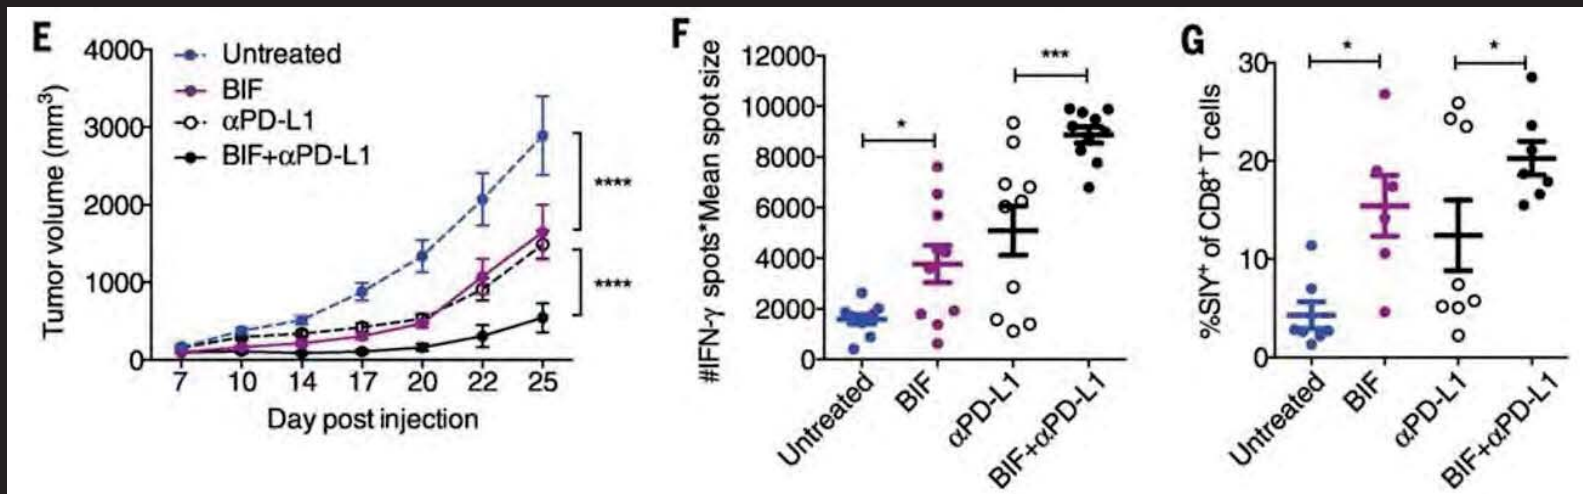 E
Tumor volume (mm³)
4000
3000
2000
1000
0
Untreated
BIF
αPD-L1
BIF+αPD-L1
****
****
7 10 14 17 20 22 25
Day post injection
F
#IFN-γ spots*Mean spot size
12000
10000
8000
6000
4000
2000
0
*
***
Untreated
BIF
αPD-L1
BIF+αPD-L1
G
%SIY⁺ of CD8⁺ T cells
30
20
10
0
*
*
Untreated
BIF
αPD-L1
BIF+αPD-L1